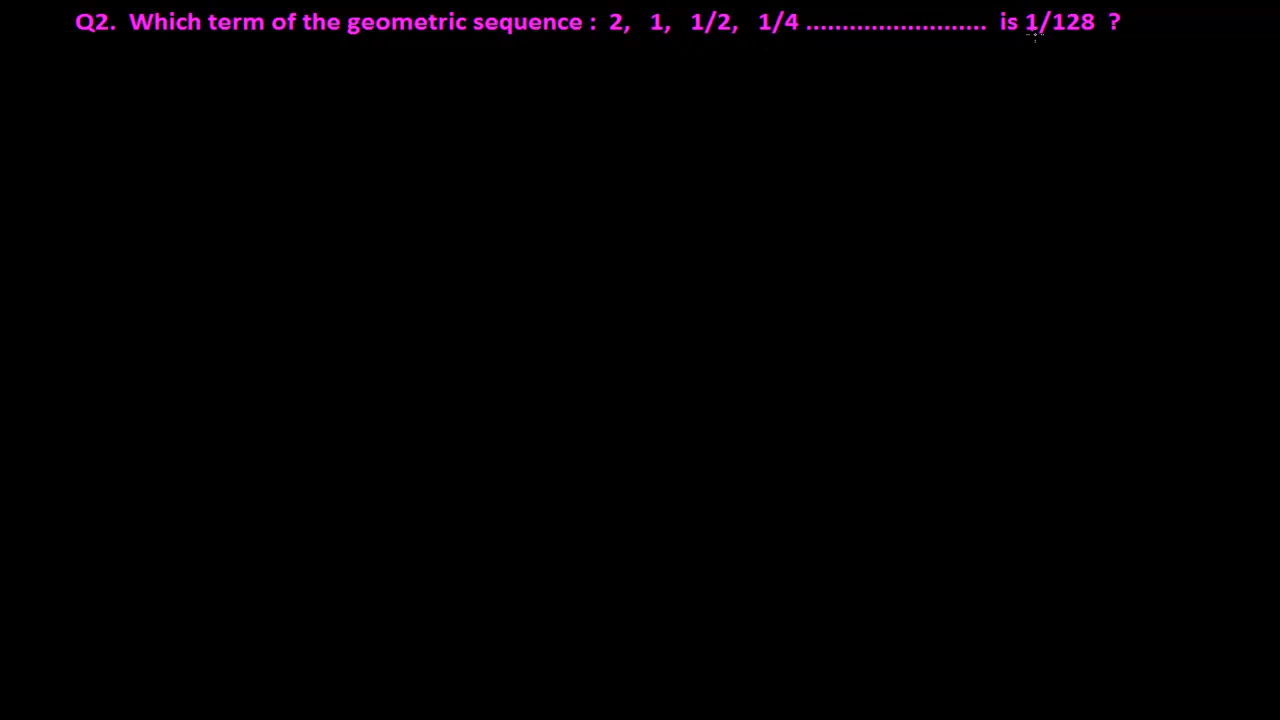 Q2. Which term of the geometric sequence : 2, 1, 1/2, 1/4 ......................... is 1/128 ?